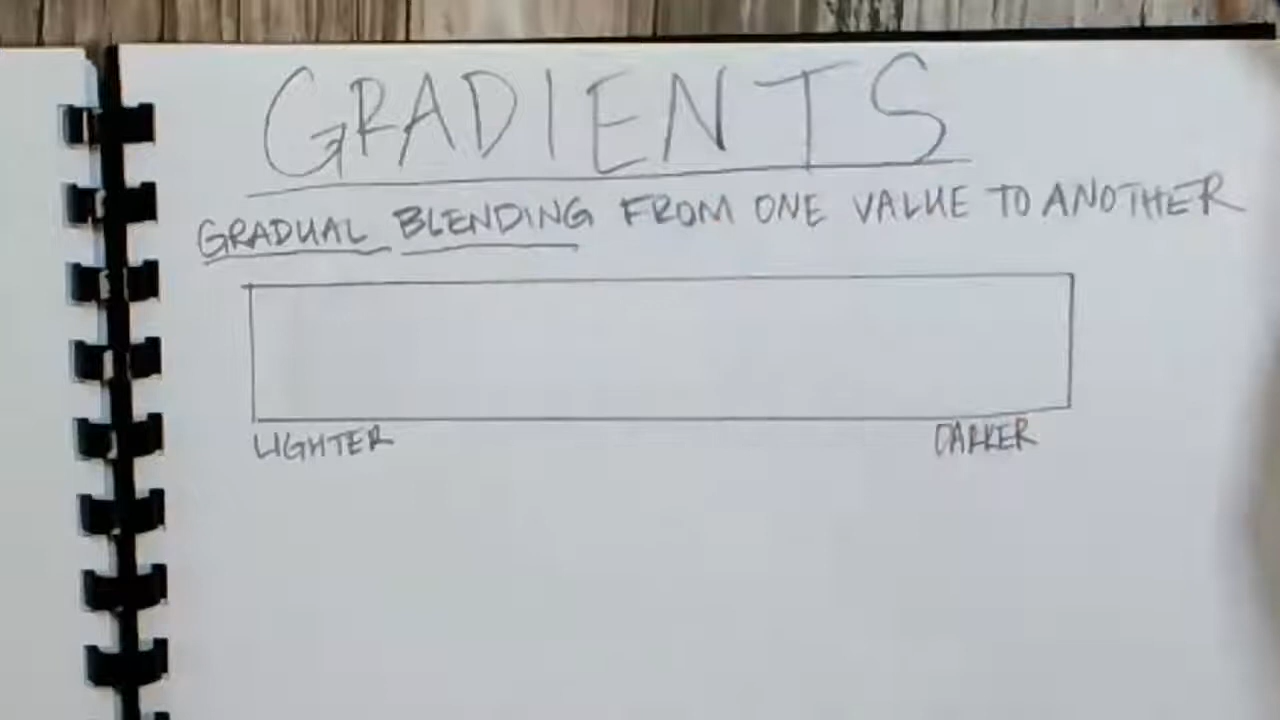 GRADIENTS
GRADUAL BLENDING FROM ONE VALUE TO ANOTHER
LIGHTER DARKER